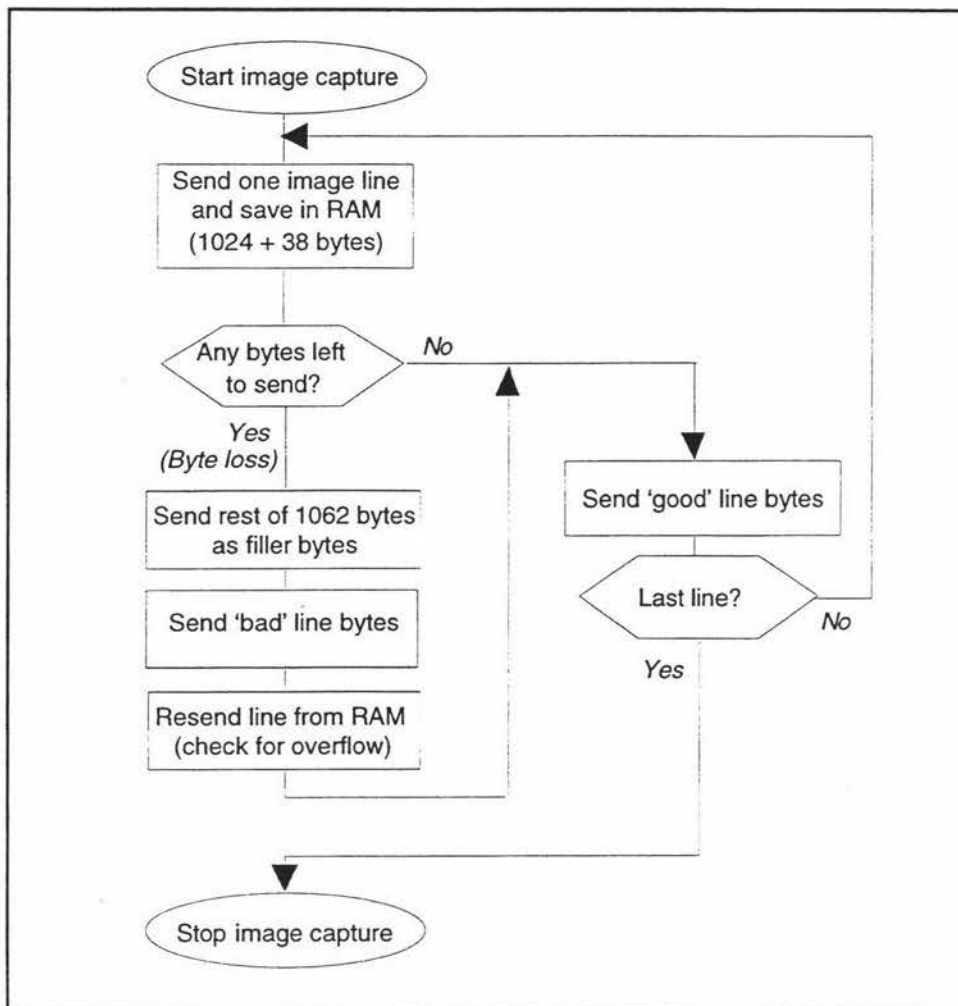 Start image capture
Send one image line
and save in RAM
(1024 + 38 bytes)
Any bytes left
to send?
No
Yes
(Byte loss)
Send rest of 1062 bytes
as filler bytes
Send 'bad' line bytes
Resend line from RAM
(check for overflow)
Send 'good' line bytes
Last line?
No
Yes
Stop image capture